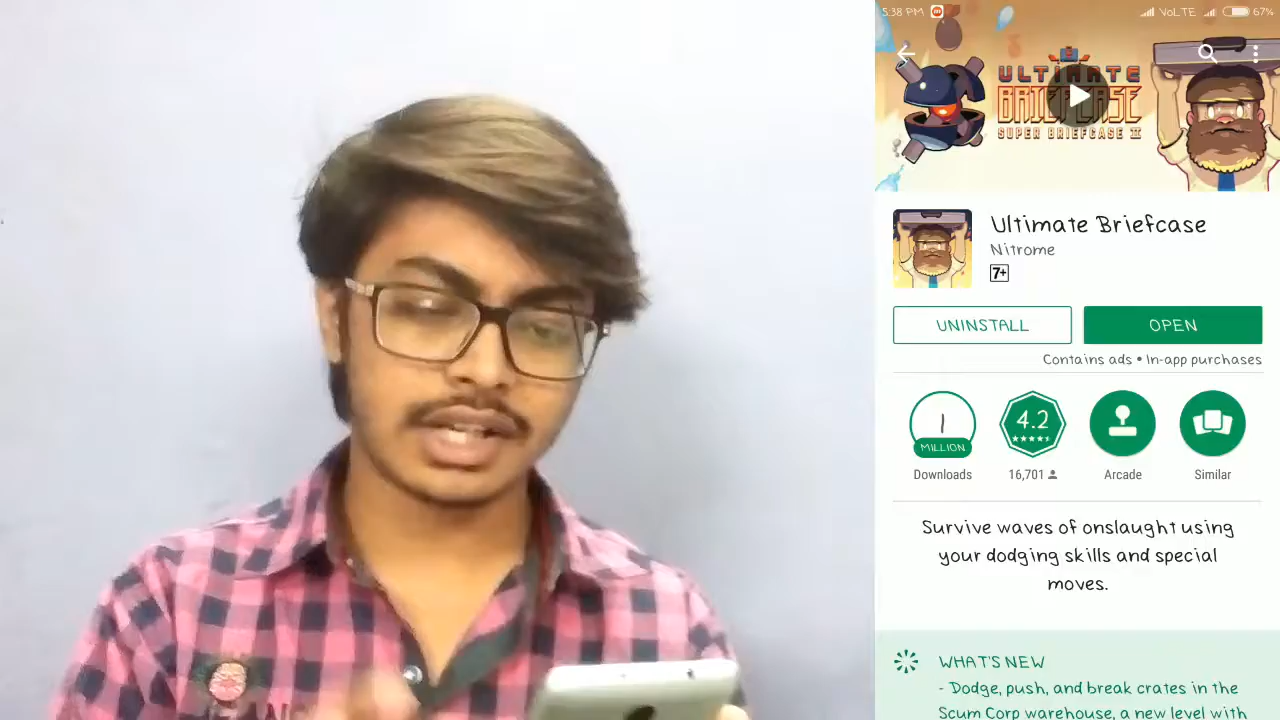 5:38 PM VoLTE 67%
ULTIMATE
BRIEFCASE
SUPER BRIEFCASE II
Ultimate Briefcase
Nitrome
7+
UNINSTALL OPEN
Contains ads • In-app purchases
1 MILLION 4.2
Downloads 16,701 Arcade Similar
Survive waves of onslaught using
your dodging skills and special
moves.
WHAT'S NEW
- Dodge, push, and break crates in the
Scum Corp warehouse, a new level with